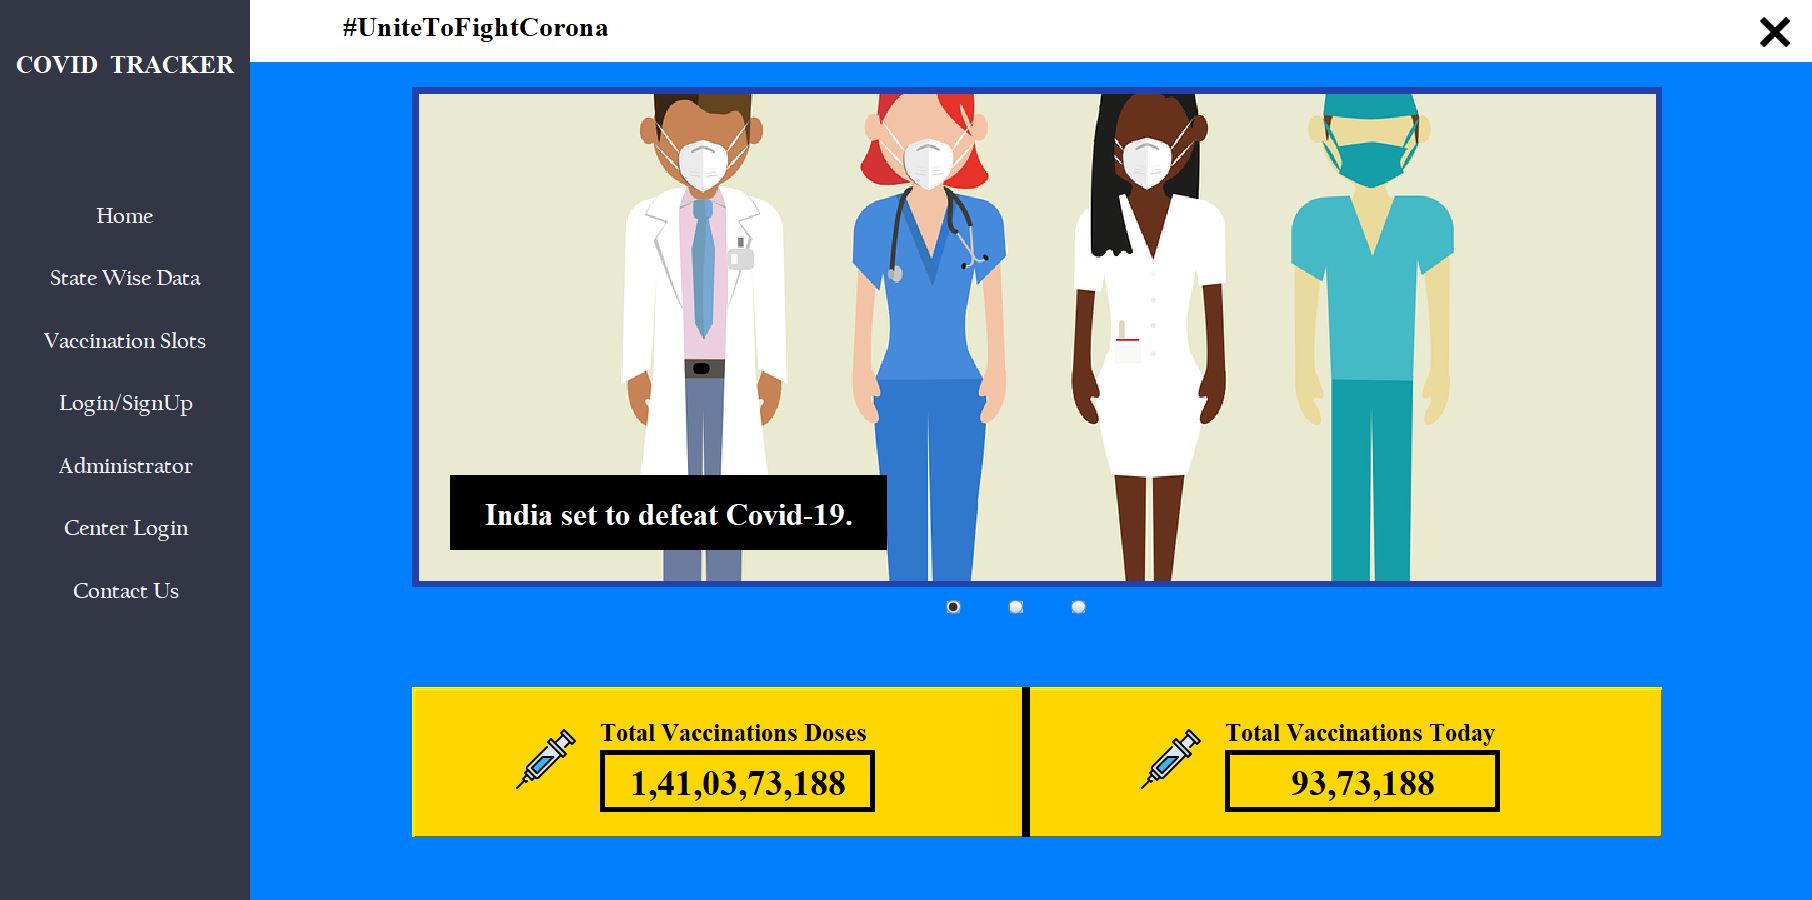 #UniteToFightCorona
COVID TRACKER
Home
State Wise Data
Vaccination Slots
Login/SignUp
Administrator
Center Login
Contact Us
India set to defeat Covid-19.
Total Vaccinations Doses
1,41,03,73,188
Total Vaccinations Today
93,73,188